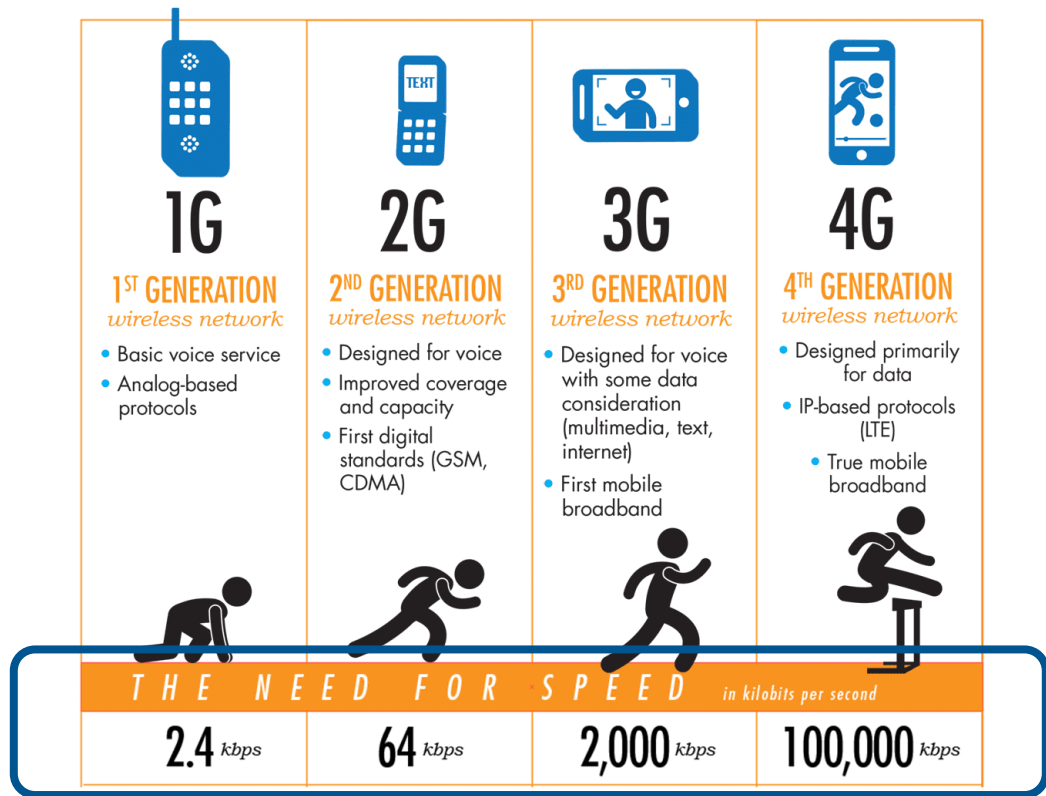 TEXT
1G
1ST GENERATION
wireless network
• Basic voice service
• Analog-based
protocols
2G
2ND GENERATION
wireless network
• Designed for voice
• Improved coverage
and capacity
• First digital
standards (GSM,
CDMA)
3G
3RD GENERATION
wireless network
• Designed for voice
with some data
consideration
(multimedia, text,
internet)
• First mobile
broadband
4G
4TH GENERATION
wireless network
• Designed primarily
for data
• IP-based protocols
(LTE)
• True mobile
broadband
THE NEED FOR SPEED in kilobits per second
2.4 kbps
64 kbps
2,000 kbps
100,000 kbps